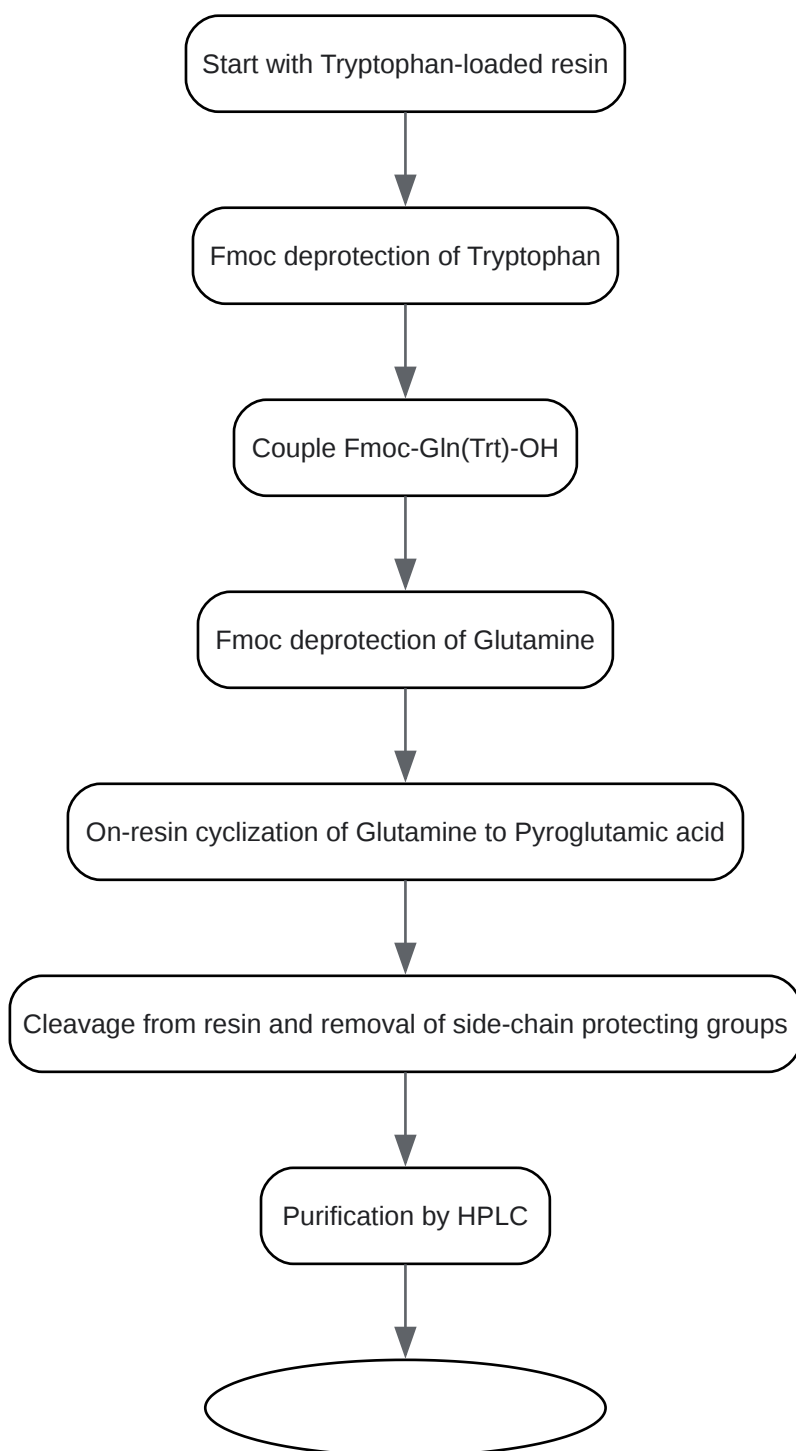 Start with Tryptophan-loaded resin
Fmoc deprotection of Tryptophan
Couple Fmoc-Gln(Trt)-OH
Fmoc deprotection of Glutamine
On-resin cyclization of Glutamine to Pyroglutamic acid
Cleavage from resin and removal of side-chain protecting groups
Purification by HPLC